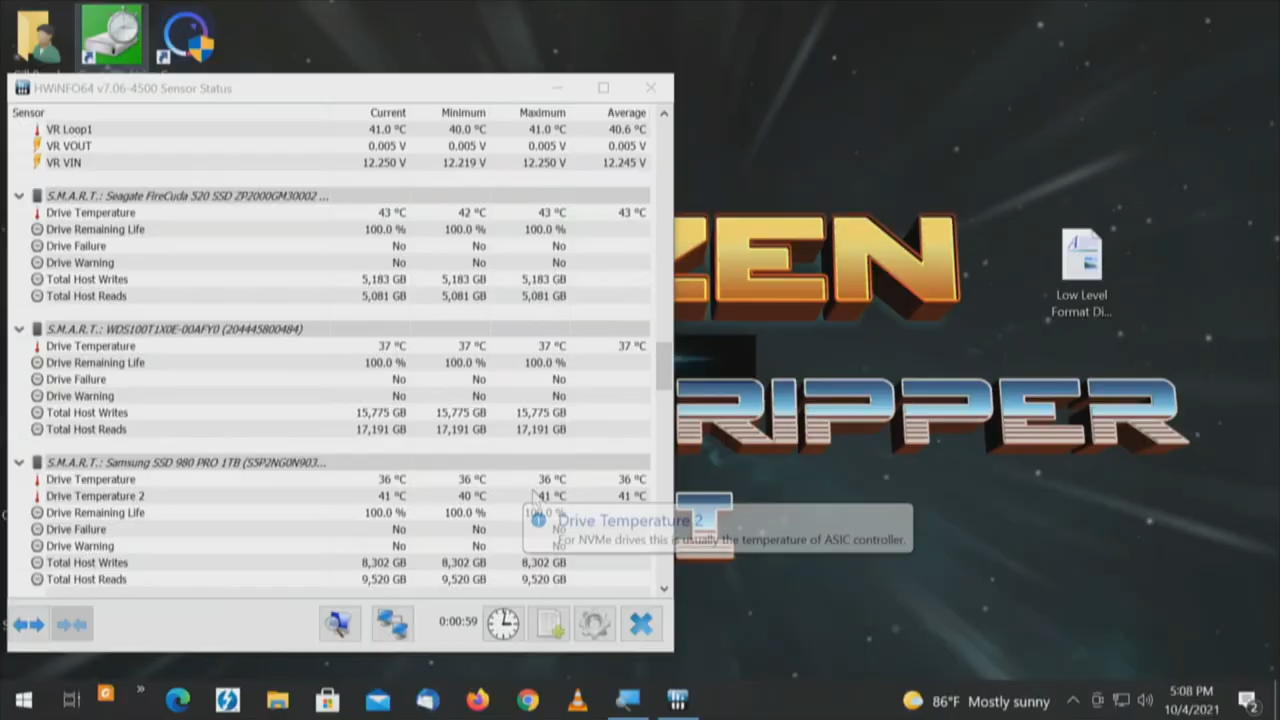 HWiNFO64 v7.06-4500 Sensor Status
Sensor Current Minimum Maximum Average
VR Loop1 41.0 °C 40.0 °C 41.0 °C 40.6 °C
VR VOUT 0.005 V 0.005 V 0.005 V 0.005 V
VR VIN 12.250 V 12.219 V 12.250 V 12.245 V
S.M.A.R.T.: Seagate FireCuda 520 SSD ZP2000GM30002 ...
Drive Temperature 43 °C 42 °C 43 °C 43 °C
Drive Remaining Life 100.0 % 100.0 % 100.0 %
Drive Failure No No No
Drive Warning No No No
Total Host Writes 5,183 GB 5,183 GB 5,183 GB
Total Host Reads 5,081 GB 5,081 GB 5,081 GB
S.M.A.R.T.: WDS100T1X0E-00AFY0 (204445800484)
Drive Temperature 37 °C 37 °C 37 °C 37 °C
Drive Remaining Life 100.0 % 100.0 % 100.0 %
Drive Failure No No No
Drive Warning No No No
Total Host Writes 15,775 GB 15,775 GB 15,775 GB
Total Host Reads 17,191 GB 17,191 GB 17,191 GB
S.M.A.R.T.: Samsung SSD 980 PRO 1TB (S5P2NG0N903...
Drive Temperature 36 °C 36 °C 36 °C 36 °C
Drive Temperature 2 41 °C 40 °C 41 °C 41 °C
Drive Remaining Life 100.0 % 100.0 % 100.0 %
Drive Failure No No
Drive Warning No No
Total Host Writes 8,302 GB 8,302 GB 8,302 GB
Total Host Reads 9,520 GB 9,520 GB 9,520 GB
Drive Temperature 2
For NVMe drives this is usually the temperature of ASIC controller.
0:00:59
ZEN
RIPPER
I
Low Level
Format Di...
86°F Mostly sunny
5:08 PM
10/4/2021
2